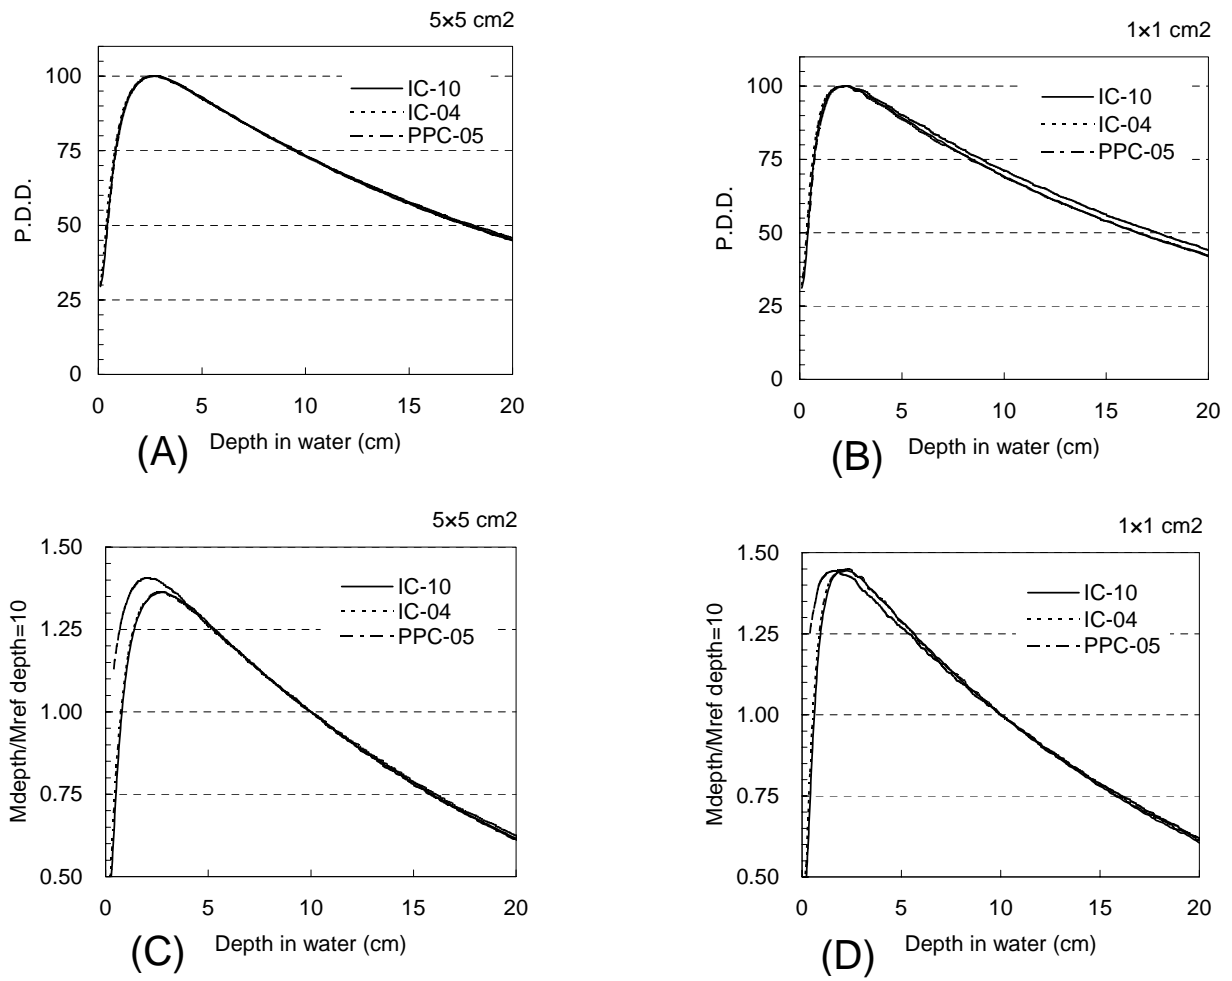 5×5 cm2
100
75
50
25
0
P.D.D.
IC-10
IC-04
PPC-05
0 5 10 15 20
Depth in water (cm)
(A)
1×1 cm2
100
75
50
25
0
P.D.D.
IC-10
IC-04
PPC-05
0 5 10 15 20
Depth in water (cm)
(B)
5×5 cm2
1.50
1.25
1.00
0.75
0.50
Mdepth/Mref depth=10
IC-10
IC-04
PPC-05
0 5 10 15 20
Depth in water (cm)
(C)
1×1 cm2
1.50
1.25
1.00
0.75
0.50
Mdepth/Mref depth=10
IC-10
IC-04
PPC-05
0 5 10 15 20
Depth in water (cm)
(D)